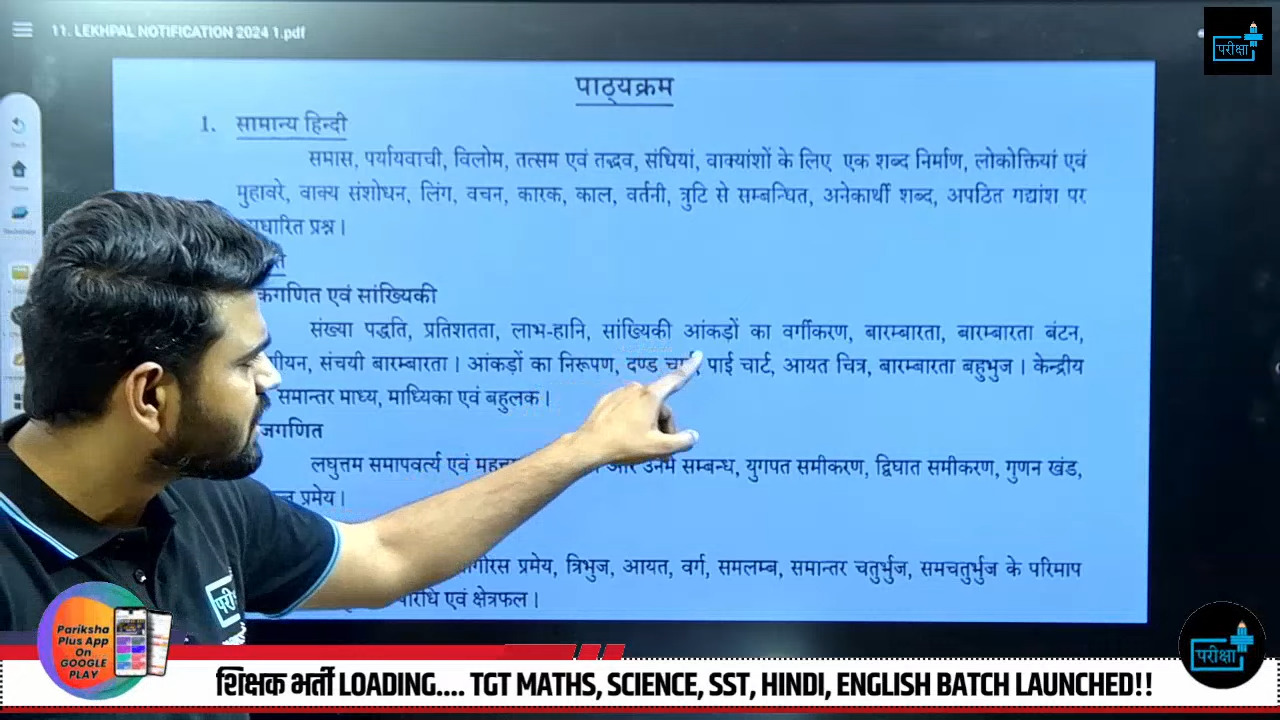 11. LEKHPAL NOTIFICATION 2024 1.pdf
परीक्षा
पाठ्यक्रम
1. सामान्य हिन्दी
समास, पर्यायवाची, विलोम, तत्सम एवं तद्भव, संधियां, वाक्यांशों के लिए एक शब्द निर्माण, लोकोक्तियां एवं
मुहावरे, वाक्य संशोधन, लिंग, वचन, कारक, काल, वर्तनी, त्रुटि से सम्बन्धित, अनेकार्थी शब्द, अपठित गद्यांश पर
धारित प्रश्न।
कगणित एवं सांख्यिकी
संख्या पद्धति, प्रतिशतता, लाभ-हानि, सांख्यिकी आंकड़ों का वर्गीकरण, बारम्बारता, बारम्बारता बंटन,
संचयी बारम्बारता। आंकड़ों का निरूपण, दण्ड पाई चार्ट, आयत चित्र, बारम्बारता बहुभुज। केन्द्रीय
समान्तर माध्य, माध्यिका एवं बहुलक।
जगणित
लघुत्तम समापवर्त्य एवं सम्बन्ध, युगपत समीकरण, द्विघात समीकरण, गुणन खंड,
प्रमेय।
प्रमेय, त्रिभुज, आयत, वर्ग, समलम्ब, समान्तर चतुर्भुज, समचतुर्भुज के परिमाप
एवं क्षेत्रफल।
Pariksha
Plus App
On
GOOGLE
PLAY
शिक्षक भर्ती LOADING.... TGT MATHS, SCIENCE, SST, HINDI, ENGLISH BATCH LAUNCHED!!
परीक्षा